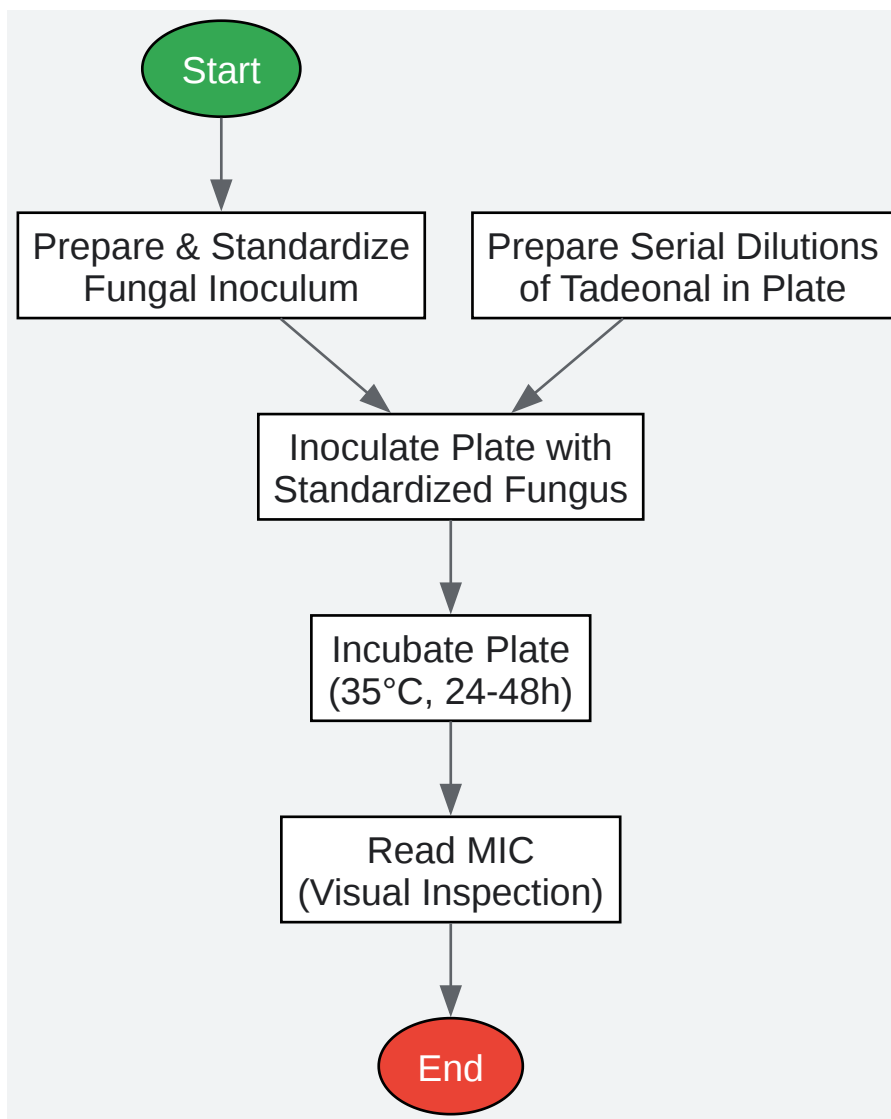 Start
Prepare & Standardize
Fungal Inoculum
Prepare Serial Dilutions
of Tadeonal in Plate
Inoculate Plate with
Standardized Fungus
Incubate Plate
(35°C, 24-48h)
Read MIC
(Visual Inspection)
End